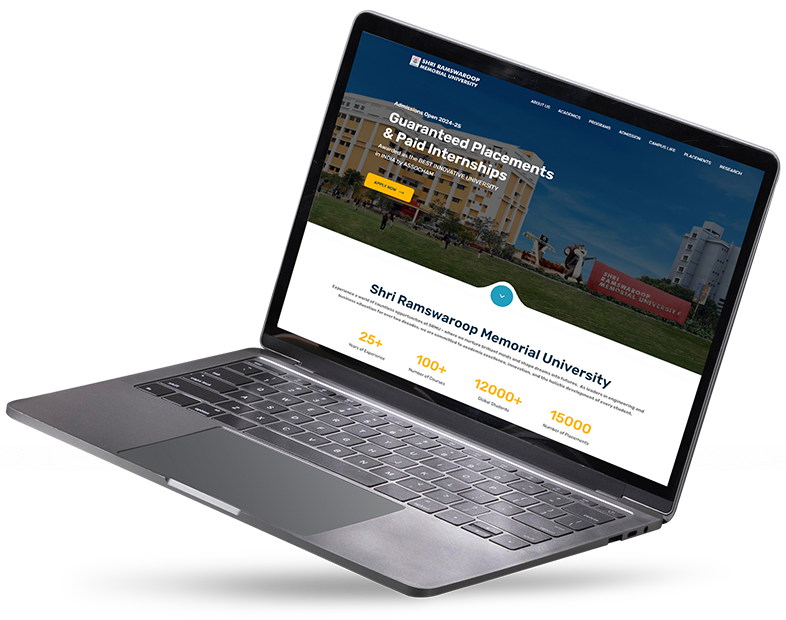 SHRI RAMSWAROOP
MEMORIAL UNIVERSITY
ABOUT US
ACADEMICS
PROGRAMS
ADMISSION
CAMPUS LIFE
PLACEMENTS
RESEARCH
Admissions Open 2024-25
Guaranteed Placements
& Paid Internships
Awarded as the BEST INNOVATIVE UNIVERSITY
in INDIA by ASSOCHAM
APPLY NOW
SHRI
RAMSWAROOP
MEMORIAL UNIVERSITY
Shri Ramswaroop Memorial University
Experience a world of countless opportunities at SRMU - where we nurture brilliant minds and shape dreams into futures. As leaders in engineering and
business education for over two decades, we are committed to academic excellence, innovation, and the holistic development of every student.
25+
Years of Experience
100+
Number of Courses
12000+
Global Students
15000
Number of Placements